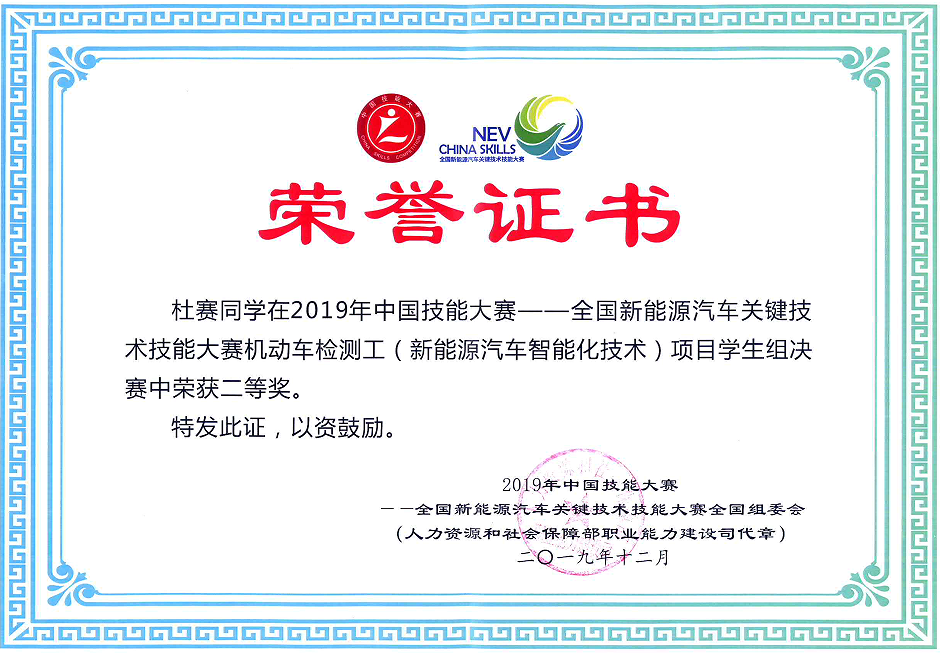 中国技能大赛
CHINA SKILLS COMPETITION
NEV
CHINA SKILLS
全国新能源汽车关键技术技能大赛
荣誉证书
杜赛同学在2019年中国技能大赛——全国新能源汽车关键技
术技能大赛机动车检测工（新能源汽车智能化技术）项目学生组决
赛中荣获二等奖。
特发此证，以资鼓励。
2019年中国技能大赛
——全国新能源汽车关键技术技能大赛全国组委会
(人力资源和社会保障部职业能力建设司代章)
二〇一九年十二月